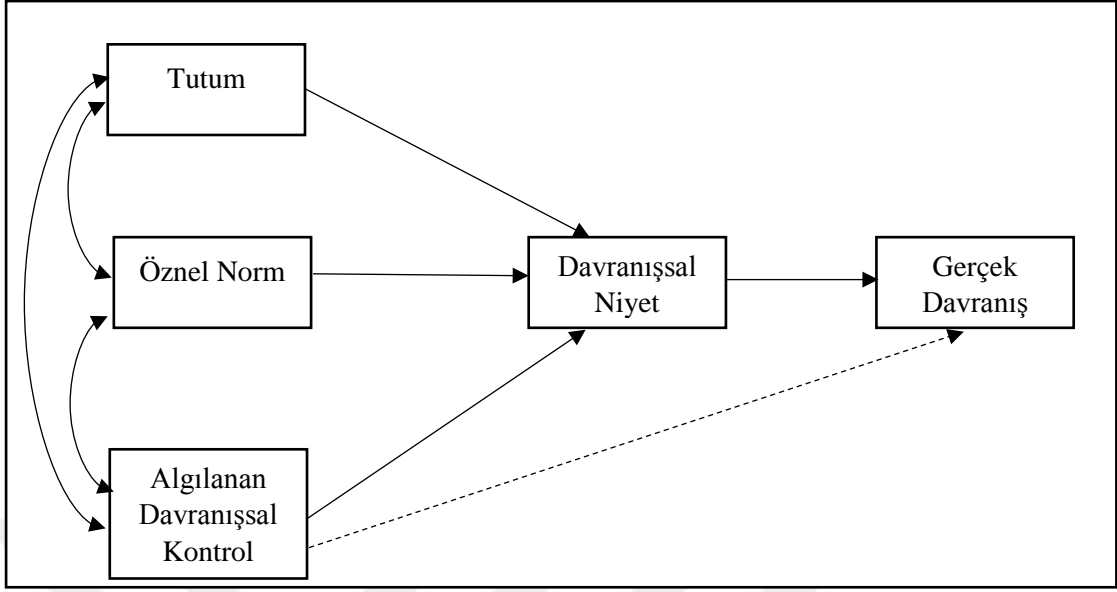 Tutum
Öznel Norm
Davranışsal
Niyet
Gerçek
Davranış
Algılanan
Davranışsal
Kontrol